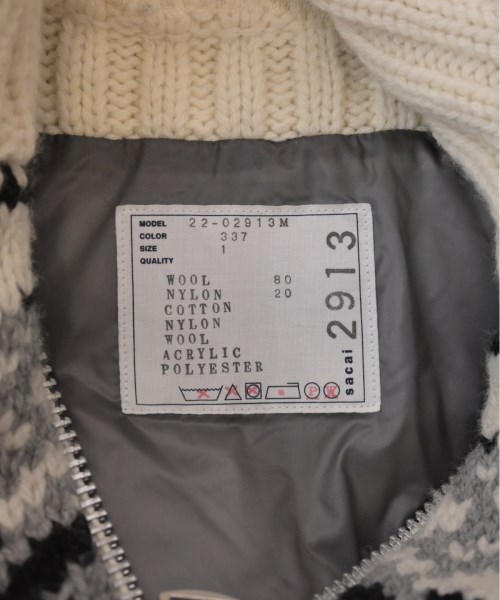 MODEL 22-02913M
COLOR 337
SIZE 1
QUALITY
WOOL 80
NYLON 20
COTTON
NYLON
WOOL
ACRYLIC
POLYESTER
P W
sacai 2913